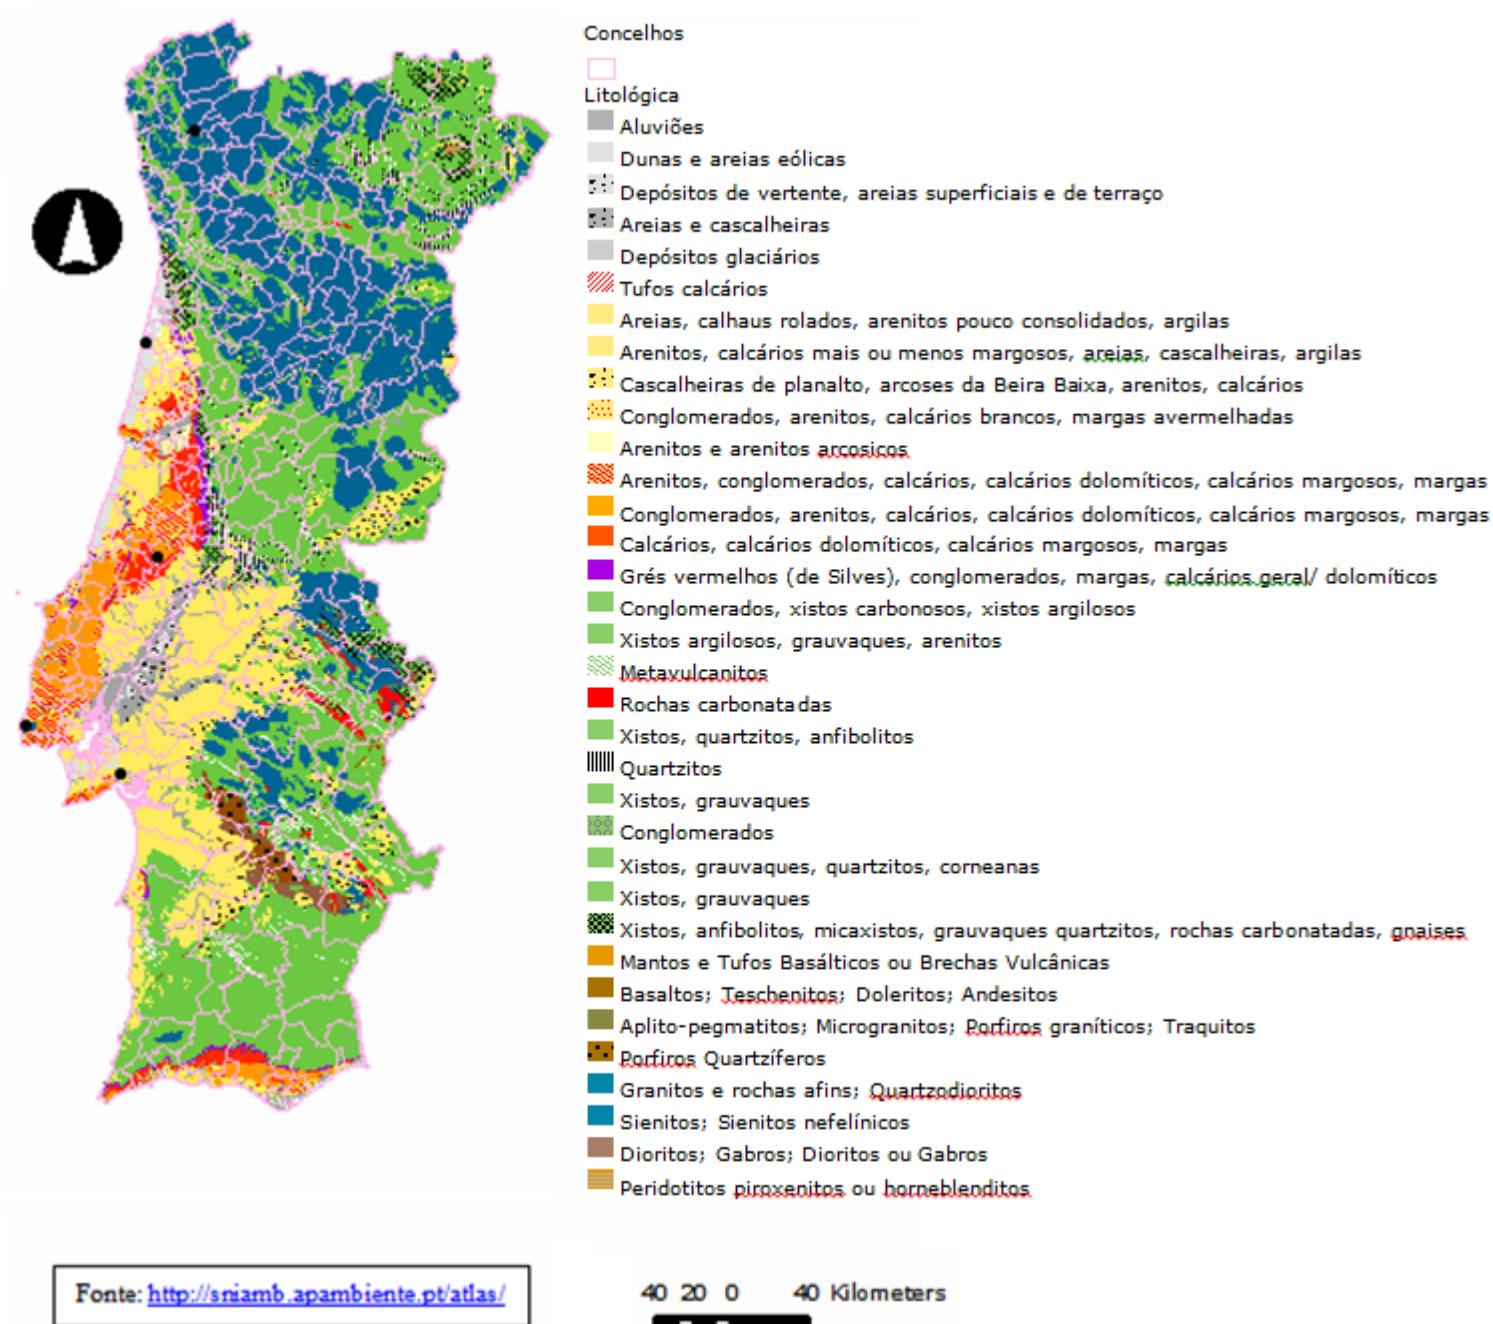 Concelhos
Litológica
Aluviões
Dunas e areias eólicas
Depósitos de vertente, areias superficiais e de terraço
Areias e cascalheiras
Depósitos glaciários
Tufos calcários
Areias, calhaus rolados, arenitos pouco consolidados, argilas
Arenitos, calcários mais ou menos margosos, areias, cascalheiras, argilas
Cascalheiras de planalto, arcoses da Beira Baixa, arenitos, calcários
Conglomerados, arenitos, calcários brancos, margas avermelhadas
Arenitos e arenitos arcosicos
Arenitos, conglomerados, calcários, calcários dolomíticos, calcários margosos, margas
Conglomerados, arenitos, calcários, calcários dolomíticos, calcários margosos, margas
Calcários, calcários dolomíticos, calcários margosos, margas
Grés vermelhos (de Silves), conglomerados, margas, calcários geral/ dolomíticos
Conglomerados, xistos carbonosos, xistos argilosos
Xistos argilosos, grauvaques, arenitos
Metavulcanitos
Rochas carbonatadas
Xistos, quartzitos, anfibolitos
Quartzitos
Xistos, grauvaques
Conglomerados
Xistos, grauvaques, quartzitos, corneanas
Xistos, grauvaques
Xistos, anfibolitos, micaxistos, grauvaques quartzitos, rochas carbonatadas, gnaises
Mantos e Tufos Basálticos ou Brechas Vulcânicas
Basaltos; Teschenitos; Doleritos; Andesitos
Aplito-pegmatitos; Microgranitos; Porfiros graníticos; Traquitos
Porfiros Quartzíferos
Granitos e rochas afins; Quartzodioritos
Sienitos; Sienitos nefelínicos
Dioritos; Gabros; Dioritos ou Gabros
Peridotitos piroxenitos ou horneblenditos
Fonte: http://sniamb.apambiente.pt/atlas/
40 20 0 40 Kilometers